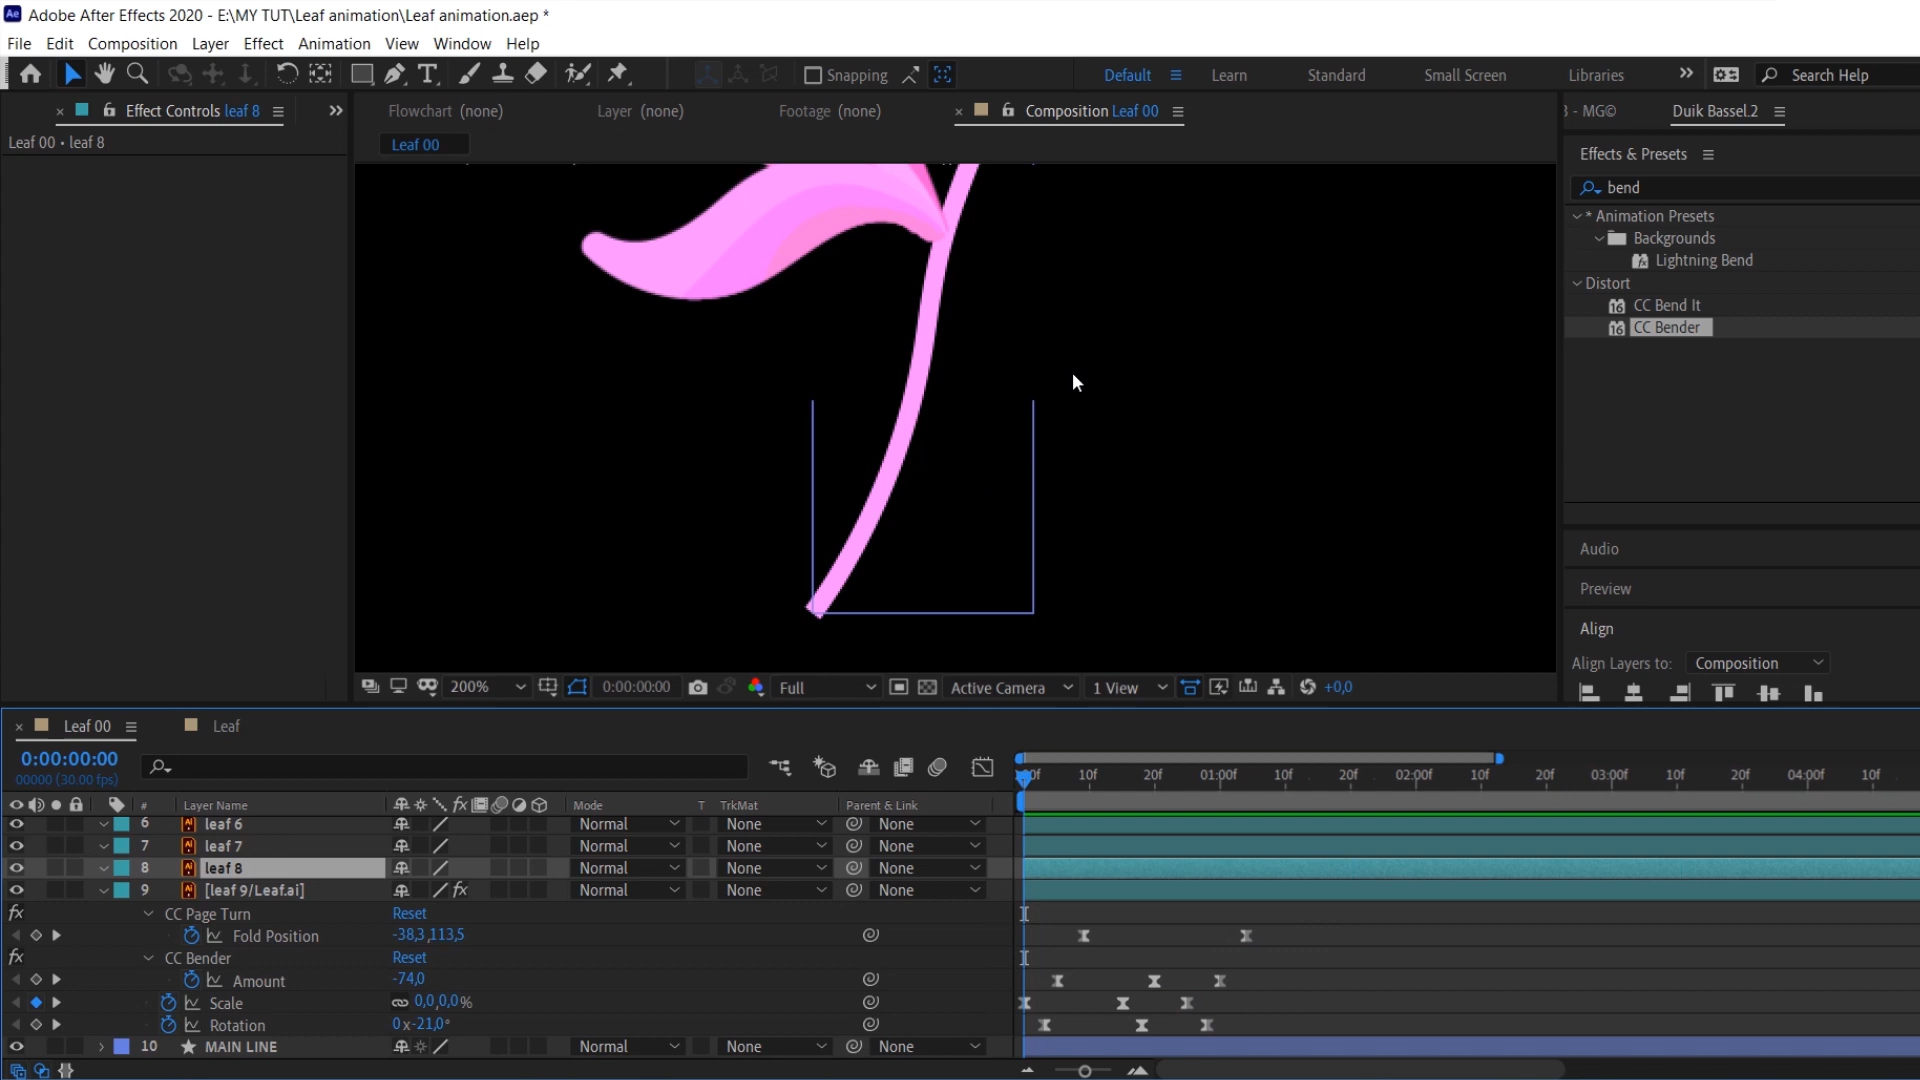 Adobe After Effects 2020 - E:\MY TUT\Leaf animation\Leaf animation.aep *
File Edit Composition Layer Effect Animation View Window Help
Snapping Default Learn Standard Small Screen Libraries Search Help
Effect Controls leaf 8 Flowchart (none) Layer (none) Footage (none) Composition Leaf 00 - MG© Duik Bassel.2
Leaf 00 • leaf 8
Leaf 00
Effects & Presets
bend
* Animation Presets
Backgrounds
Lightning Bend
Distort
CC Bend It
CC Bender
Audio
Preview
Align
Align Layers to: Composition
200% 0:00:00:00 Full Active Camera 1 View +0,0
Leaf 00 Leaf
0:00:00:00
00000 (30.00 fps)
10f 20f 01:00f 10f 20f 02:00f 10f 20f 03:00f 10f 20f 04:00f 10f
# Layer Name Mode T TrkMat Parent & Link
6 leaf 6 Normal None None
7 leaf 7 Normal None None
8 leaf 8 Normal None None
9 [leaf 9/Leaf.ai] Normal None None
fx CC Page Turn Reset
Fold Position -38,3,113,5
fx CC Bender Reset
Amount -74,0
Scale 0,0,0,0%
Rotation 0x-21,0°
10 MAIN LINE Normal None None